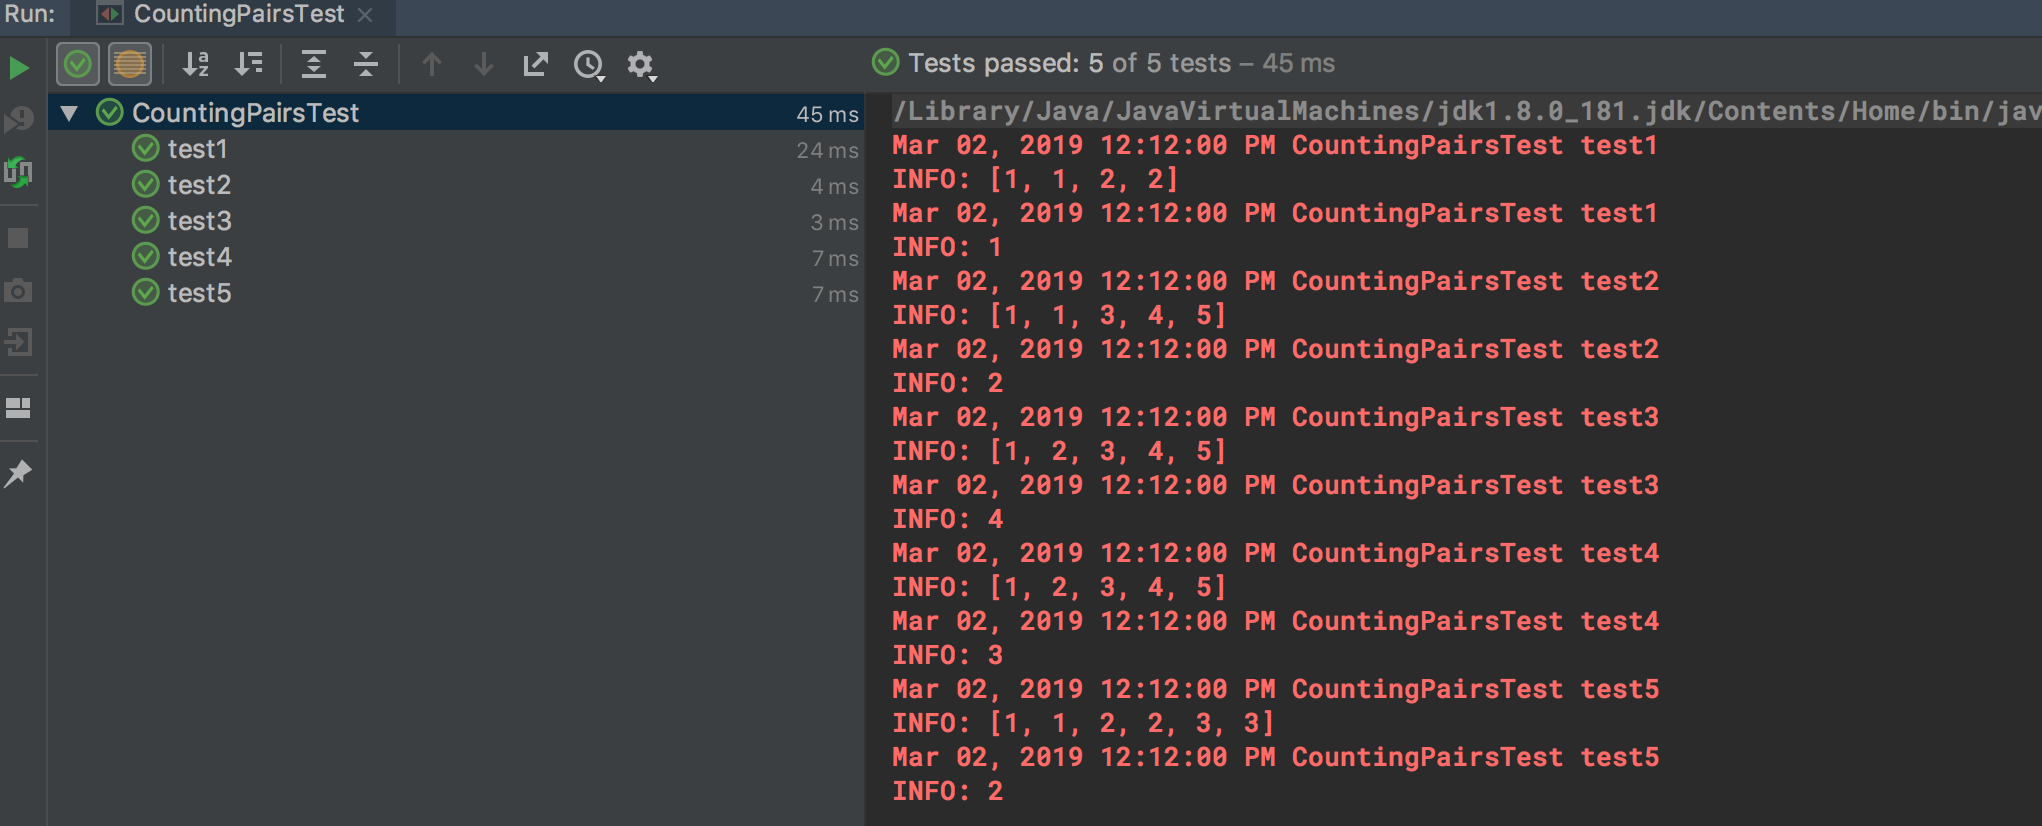 Run: CountingPairsTest
Tests passed: 5 of 5 tests – 45 ms
CountingPairsTest 45 ms
test1 24 ms
test2 4 ms
test3 3 ms
test4 7 ms
test5 7 ms
/Library/Java/JavaVirtualMachines/jdk1.8.0_181.jdk/Contents/Home/bin/jav
Mar 02, 2019 12:12:00 PM CountingPairsTest test1
INFO: [1, 1, 2, 2]
Mar 02, 2019 12:12:00 PM CountingPairsTest test1
INFO: 1
Mar 02, 2019 12:12:00 PM CountingPairsTest test2
INFO: [1, 1, 3, 4, 5]
Mar 02, 2019 12:12:00 PM CountingPairsTest test2
INFO: 2
Mar 02, 2019 12:12:00 PM CountingPairsTest test3
INFO: [1, 2, 3, 4, 5]
Mar 02, 2019 12:12:00 PM CountingPairsTest test3
INFO: 4
Mar 02, 2019 12:12:00 PM CountingPairsTest test4
INFO: [1, 2, 3, 4, 5]
Mar 02, 2019 12:12:00 PM CountingPairsTest test4
INFO: 3
Mar 02, 2019 12:12:00 PM CountingPairsTest test5
INFO: [1, 1, 2, 2, 3, 3]
Mar 02, 2019 12:12:00 PM CountingPairsTest test5
INFO: 2